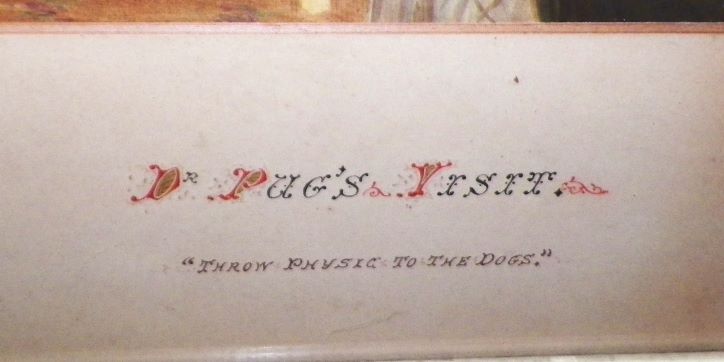 Dr Pug's Visit.
"Throw Physic to the Dogs."